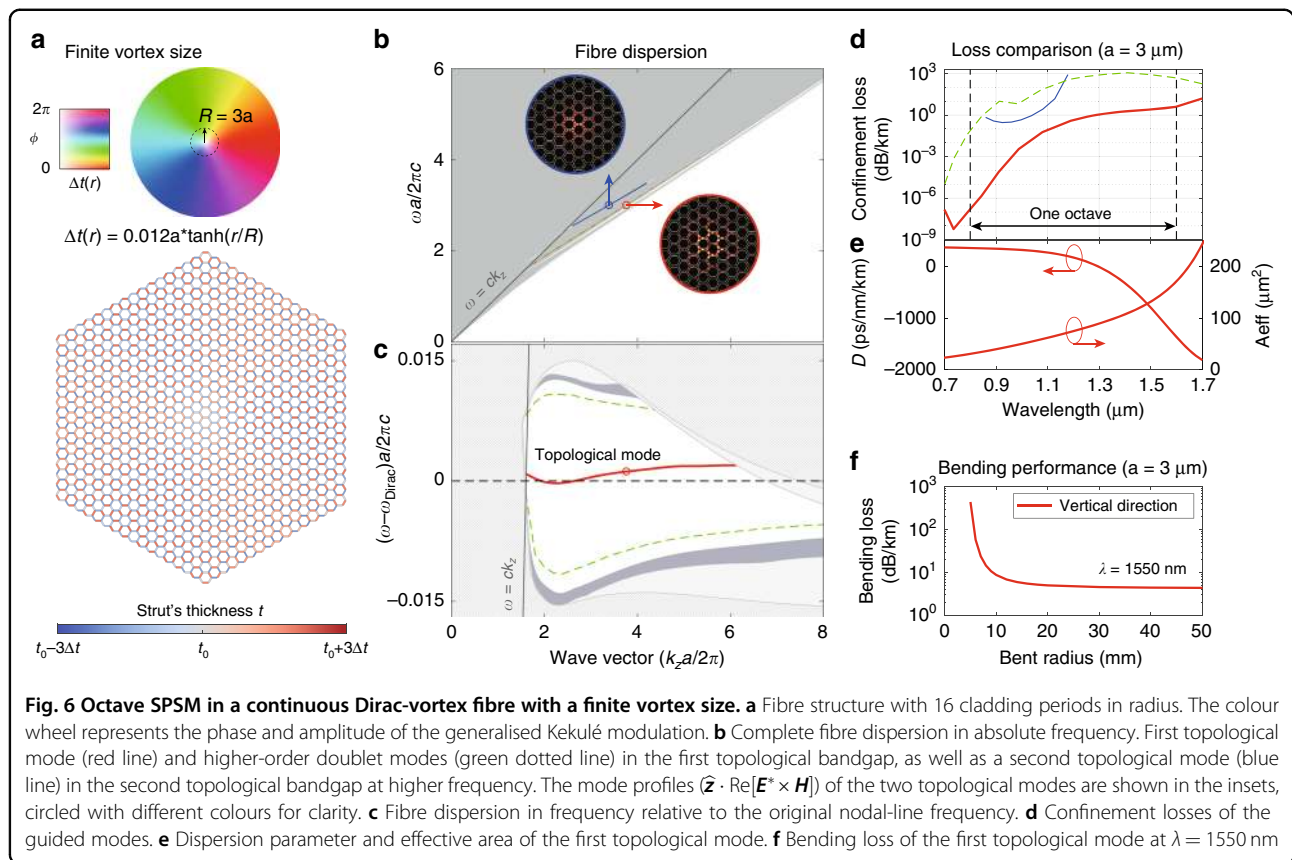 a
Finite vortex size
2π
ϕ
0
Δt(r)
R = 3a
Δt(r) = 0.012a*tanh(r/R)
Strut's thickness t
t₀–3Δt
t₀
t₀+3Δt
b
Fibre dispersion
6
4
2
0
ωa/2πc
ω = ckz
c
0.015
0
–0.015
(ω–ωDirac)a/2πc
Topological mode
ω = ckz
0
2
4
6
8
Wave vector (kza/2π)
d
Loss comparison (a = 3 μm)
10³
10⁰
10⁻³
10⁻⁶
10⁻⁹
Confinement loss
(dB/km)
One octave
e
0
–1000
–2000
D (ps/nm/km)
200
100
0
Aeff (μm²)
0.7
0.9
1.1
1.3
1.5
1.7
Wavelength (μm)
f
Bending performance (a = 3 μm)
10³
10²
10¹
10⁰
Bending loss
(dB/km)
Vertical direction
λ = 1550 nm
0
10
20
30
40
50
Bent radius (mm)
Fig. 6 Octave SPSM in a continuous Dirac-vortex fibre with a finite vortex size. a Fibre structure with 16 cladding periods in radius. The colour
wheel represents the phase and amplitude of the generalised Kekulé modulation. b Complete fibre dispersion in absolute frequency. First topological
mode (red line) and higher-order doublet modes (green dotted line) in the first topological bandgap, as well as a second topological mode (blue
line) in the second topological bandgap at higher frequency. The mode profiles (ẑ · Re[E* × H]) of the two topological modes are shown in the insets,
circled with different colours for clarity. c Fibre dispersion in frequency relative to the original nodal-line frequency. d Confinement losses of the
guided modes. e Dispersion parameter and effective area of the first topological mode. f Bending loss of the first topological mode at λ = 1550 nm